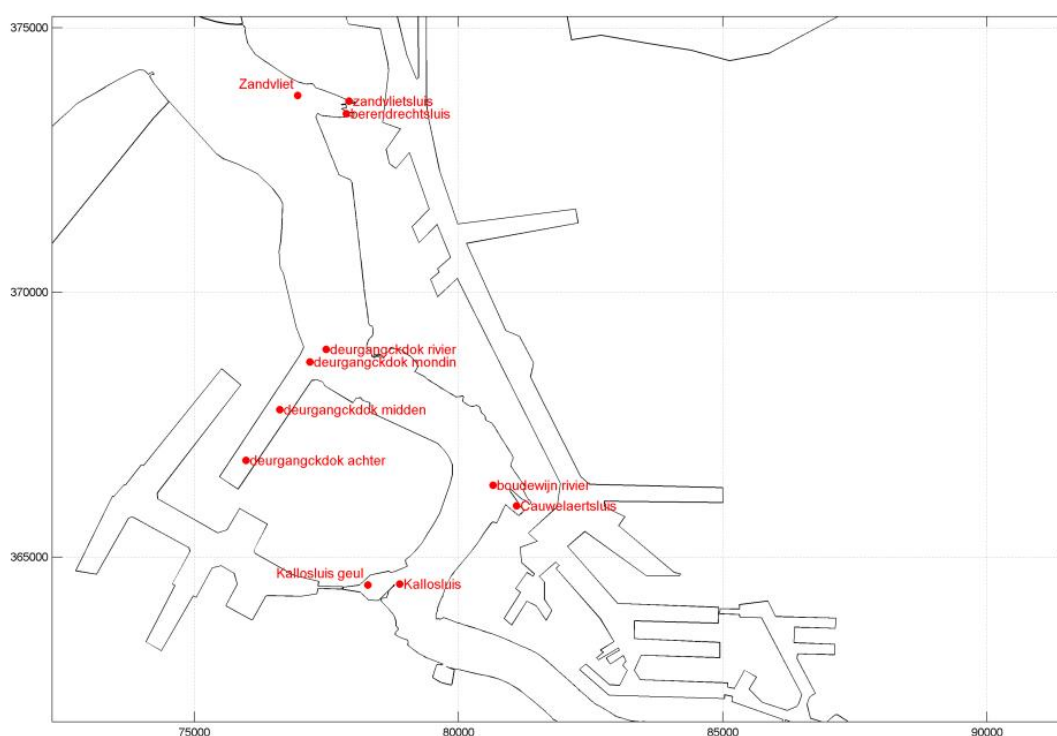 375000
Zandvliet
zandvlietsluis
berendrechtsluis
370000
deurgangckdok rivier
deurgangckdok mondin
deurgangckdok midden
deurgangckdok achter
boudewijn rivier
Cauwelaertsluis
365000
Kallosluis geul
Kallosluis
75000
80000
85000
90000